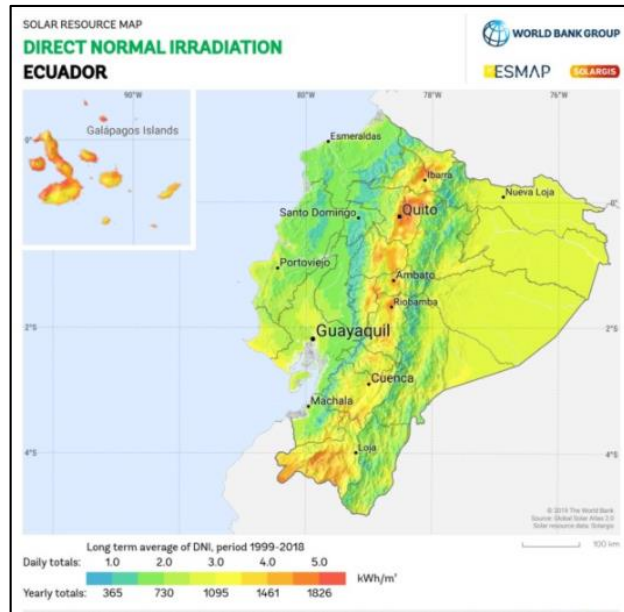 SOLAR RESOURCE MAP
DIRECT NORMAL IRRADIATION
ECUADOR
WORLD BANK GROUP
ESMAP
SOLARGIS
90°W
80°W
78°W
76°W
Galápagos Islands
0°
Esmeraldas
Ibarra
Nueva Loja
0°
Santo Domingo
Quito
Portoviejo
Ambato
Riobamba
2°S
Guayaquil
2°S
Cuenca
Machala
Loja
4°S
4°S
© 2019 The World Bank
Source: Global Solar Atlas 2.0
Solar resource data: Solargis
100 km
Long term average of DNI, period 1999-2018
Daily totals: 1.0 2.0 3.0 4.0 5.0
kWh/m²
Yearly totals: 365 730 1095 1461 1826